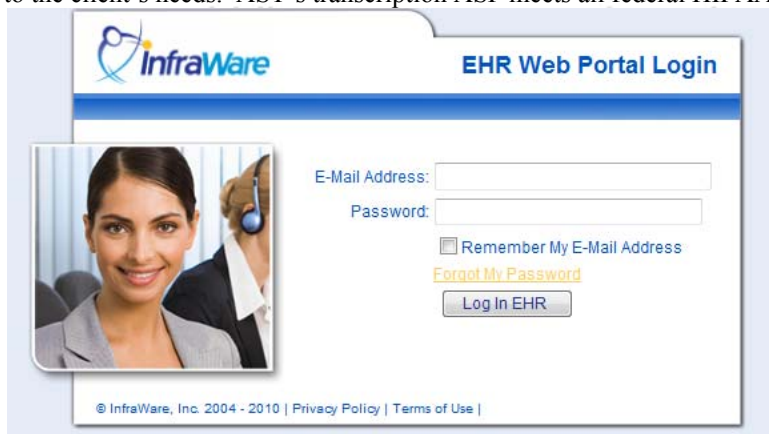 to the client's needs. AST's transcription ASP meets all federal HIPAA
InfraWare
EHR Web Portal Login
E-Mail Address:
Password:
Remember My E-Mail Address
Forgot My Password
Log In EHR
© InfraWare, Inc. 2004 - 2010 | Privacy Policy | Terms of Use |